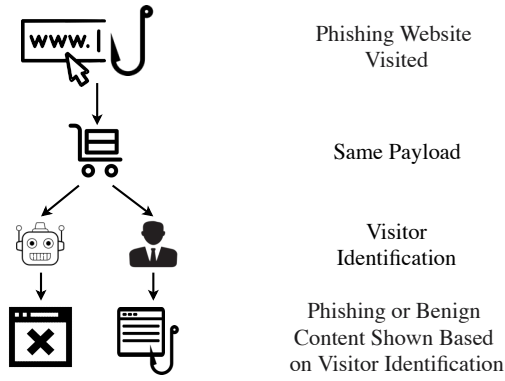 www.
Phishing Website
Visited
Same Payload
Visitor
Identification
Phishing or Benign
Content Shown Based
on Visitor Identification